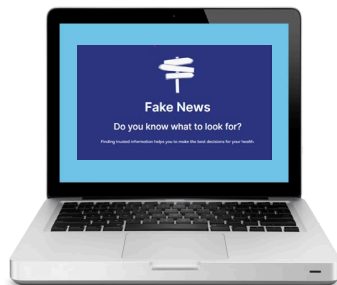 Fake News
Do you know what to look for?
Finding trusted information helps you to make the best decisions for your health